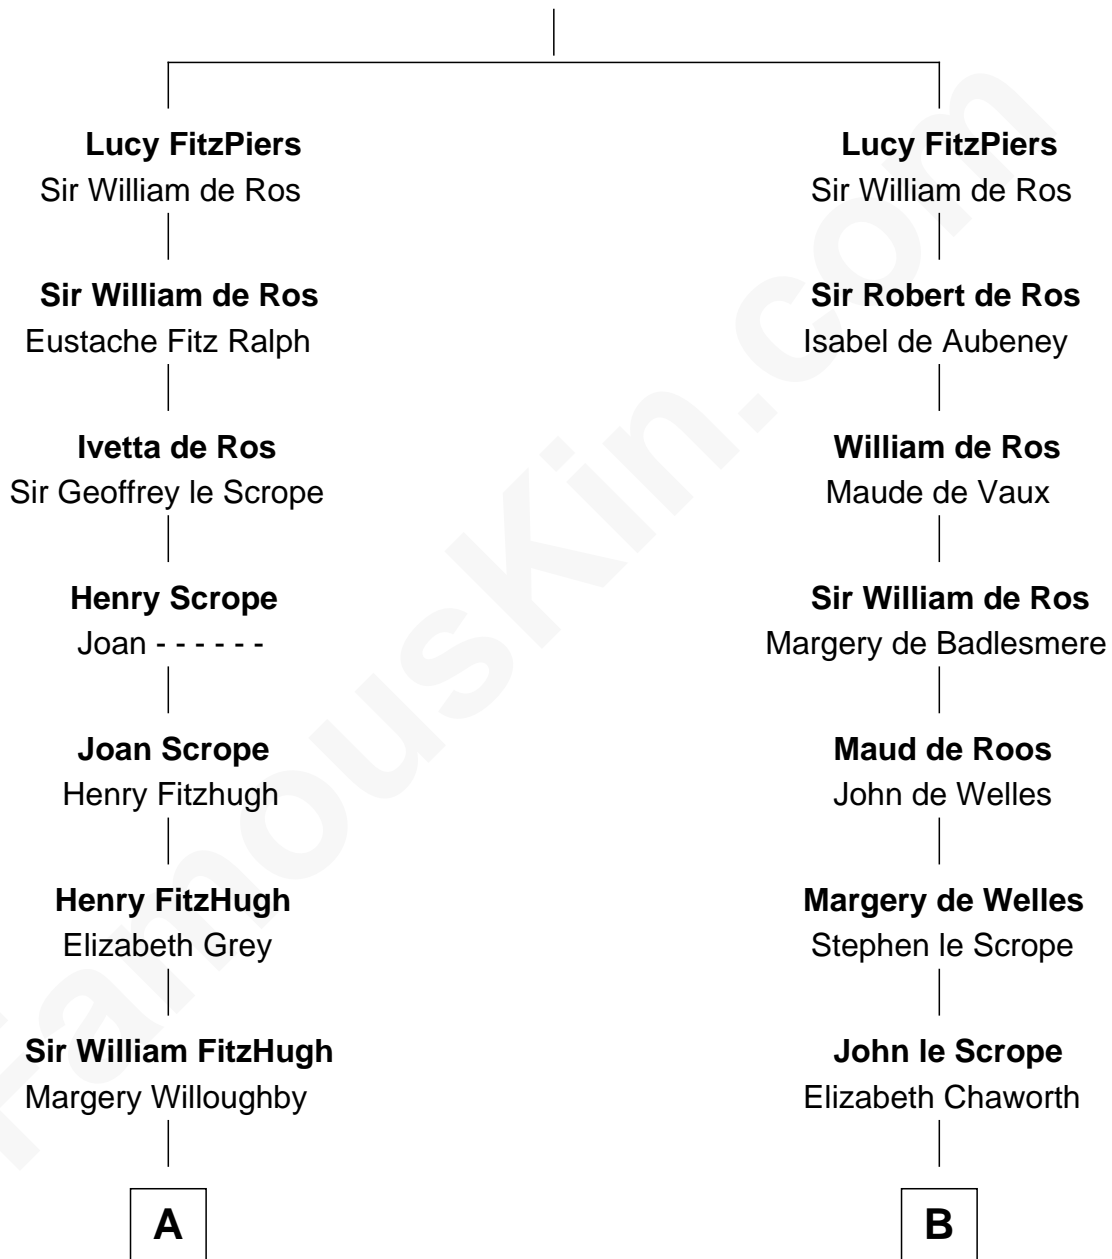 Lucy FitzPiers
Sir William de Ros
Sir William de Ros
Eustache Fitz Ralph
Ivetta de Ros
Sir Geoffrey le Scrope
Henry Scrope
Joan - - - - - -
Joan Scrope
Henry Fitzhugh
Henry FitzHugh
Elizabeth Grey
Sir William FitzHugh
Margery Willoughby
A
Lucy FitzPiers
Sir William de Ros
Sir Robert de Ros
Isabel de Aubeney
William de Ros
Maude de Vaux
Sir William de Ros
Margery de Badlesmere
Maud de Roos
John de Welles
Margery de Welles
Stephen le Scrope
John le Scrope
Elizabeth Chaworth
B
FamousKin.com